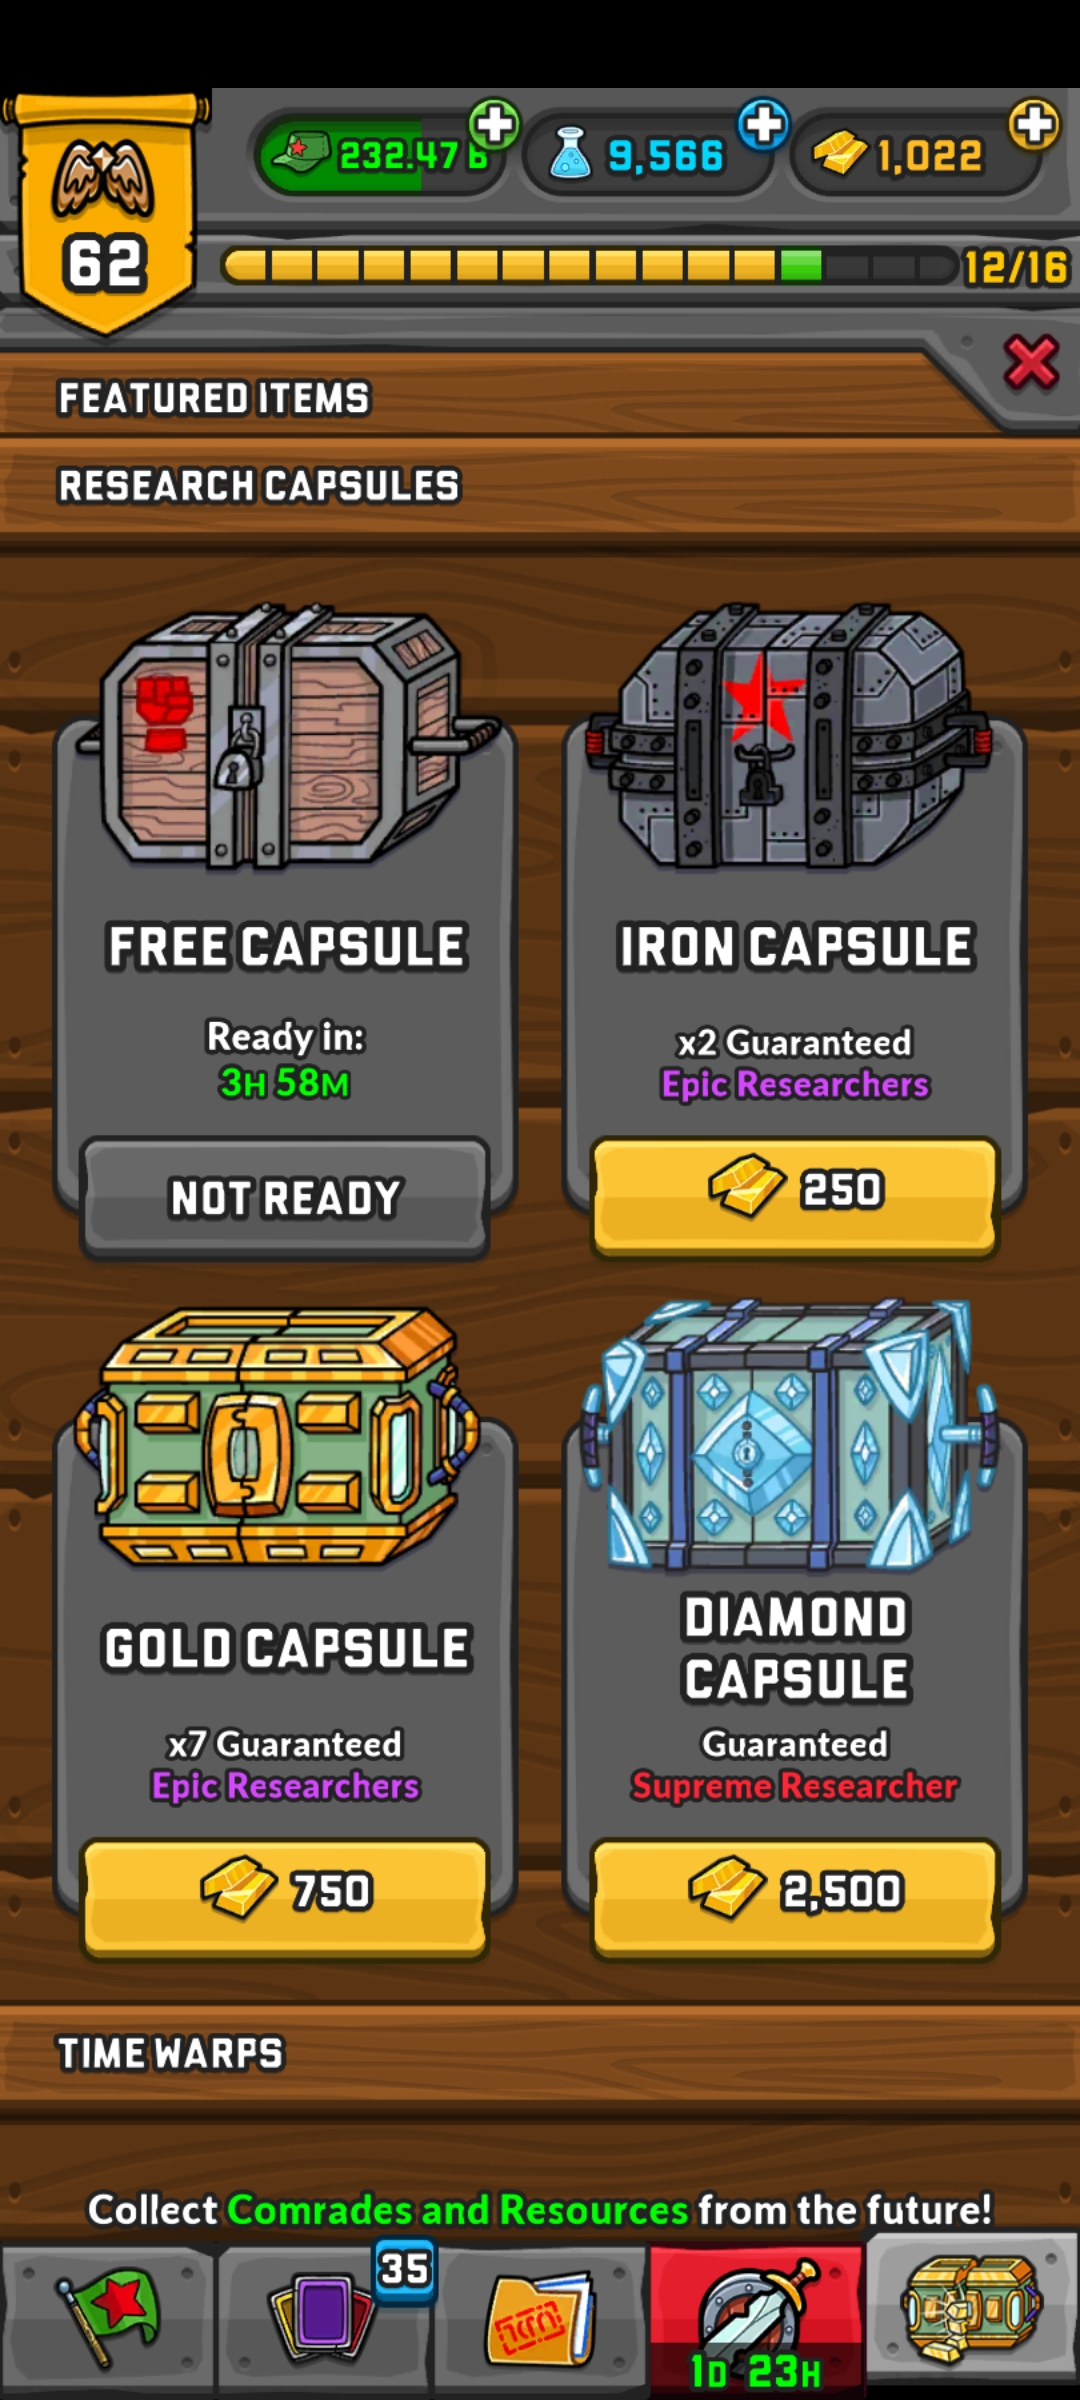 232.47 B
9,566
1,022
62
12/16
FEATURED ITEMS
RESEARCH CAPSULES
FREE CAPSULE
Ready in:
3H 58M
NOT READY
IRON CAPSULE
x2 Guaranteed
Epic Researchers
250
GOLD CAPSULE
x7 Guaranteed
Epic Researchers
750
DIAMOND
CAPSULE
Guaranteed
Supreme Researcher
2,500
TIME WARPS
Collect Comrades and Resources from the future!
35
1D 23H